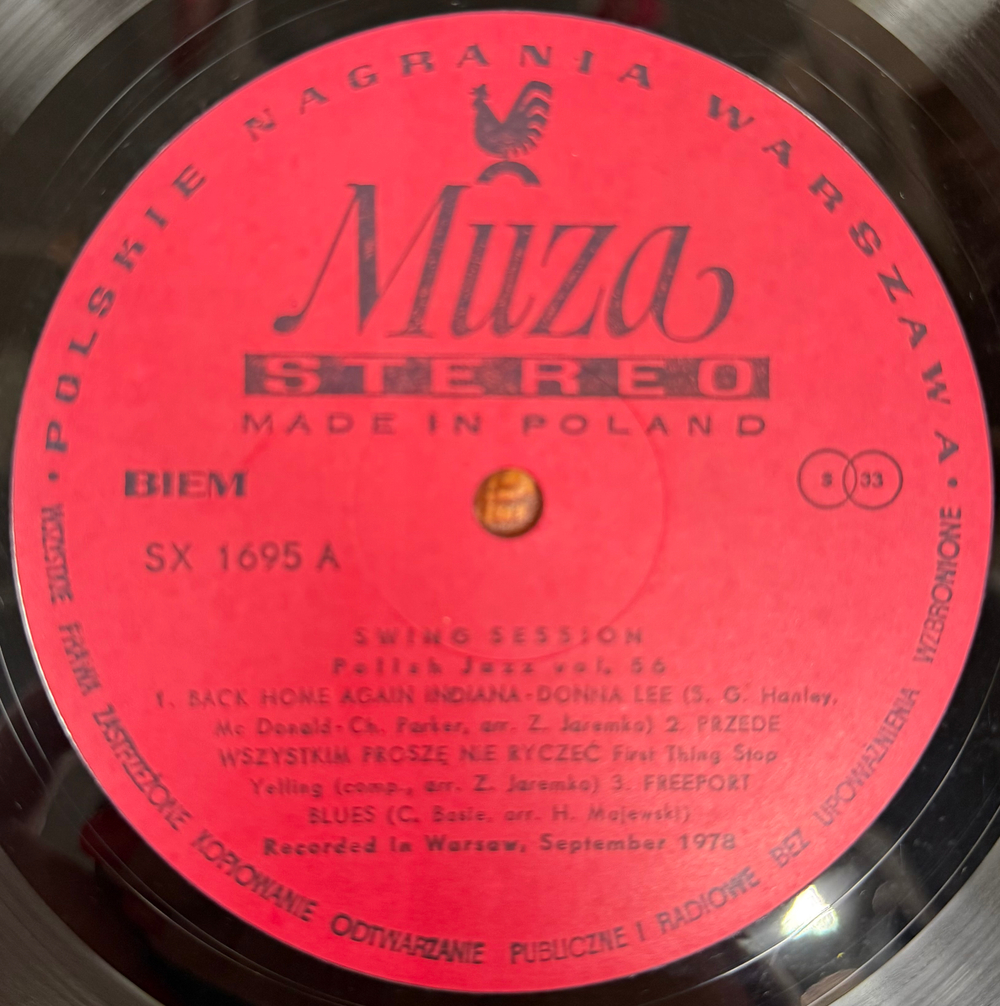 • POLSKIE NAGRANIA WARSZAWA •
Muza
STEREO
MADE IN POLAND
BIEM
S 33
SX 1695 A
SWING SESSION
Polish Jazz vol. 56
1. BACK HOME AGAIN INDIANA-DONNA LEE (S. G. Hanley,
Mc Donald-Ch. Parker, arr. Z. Jaremko) 2. PRZEDE
WSZYSTKIM PROSZĘ NIE RYCZEĆ First Thing Stop
Yelling (comp., arr. Z. Jaremko) 3. FREEPORT
BLUES (C. Basie, arr. H. Majewski)
Recorded in Warsaw, September 1978
WSZYSTKIE PRAWA ZASTRZEŻONE KOPIOWANIE ODTWARZANIE PUBLICZNE I RADIOWE BEZ UPOWAŻNIENIA WZBRONIONE